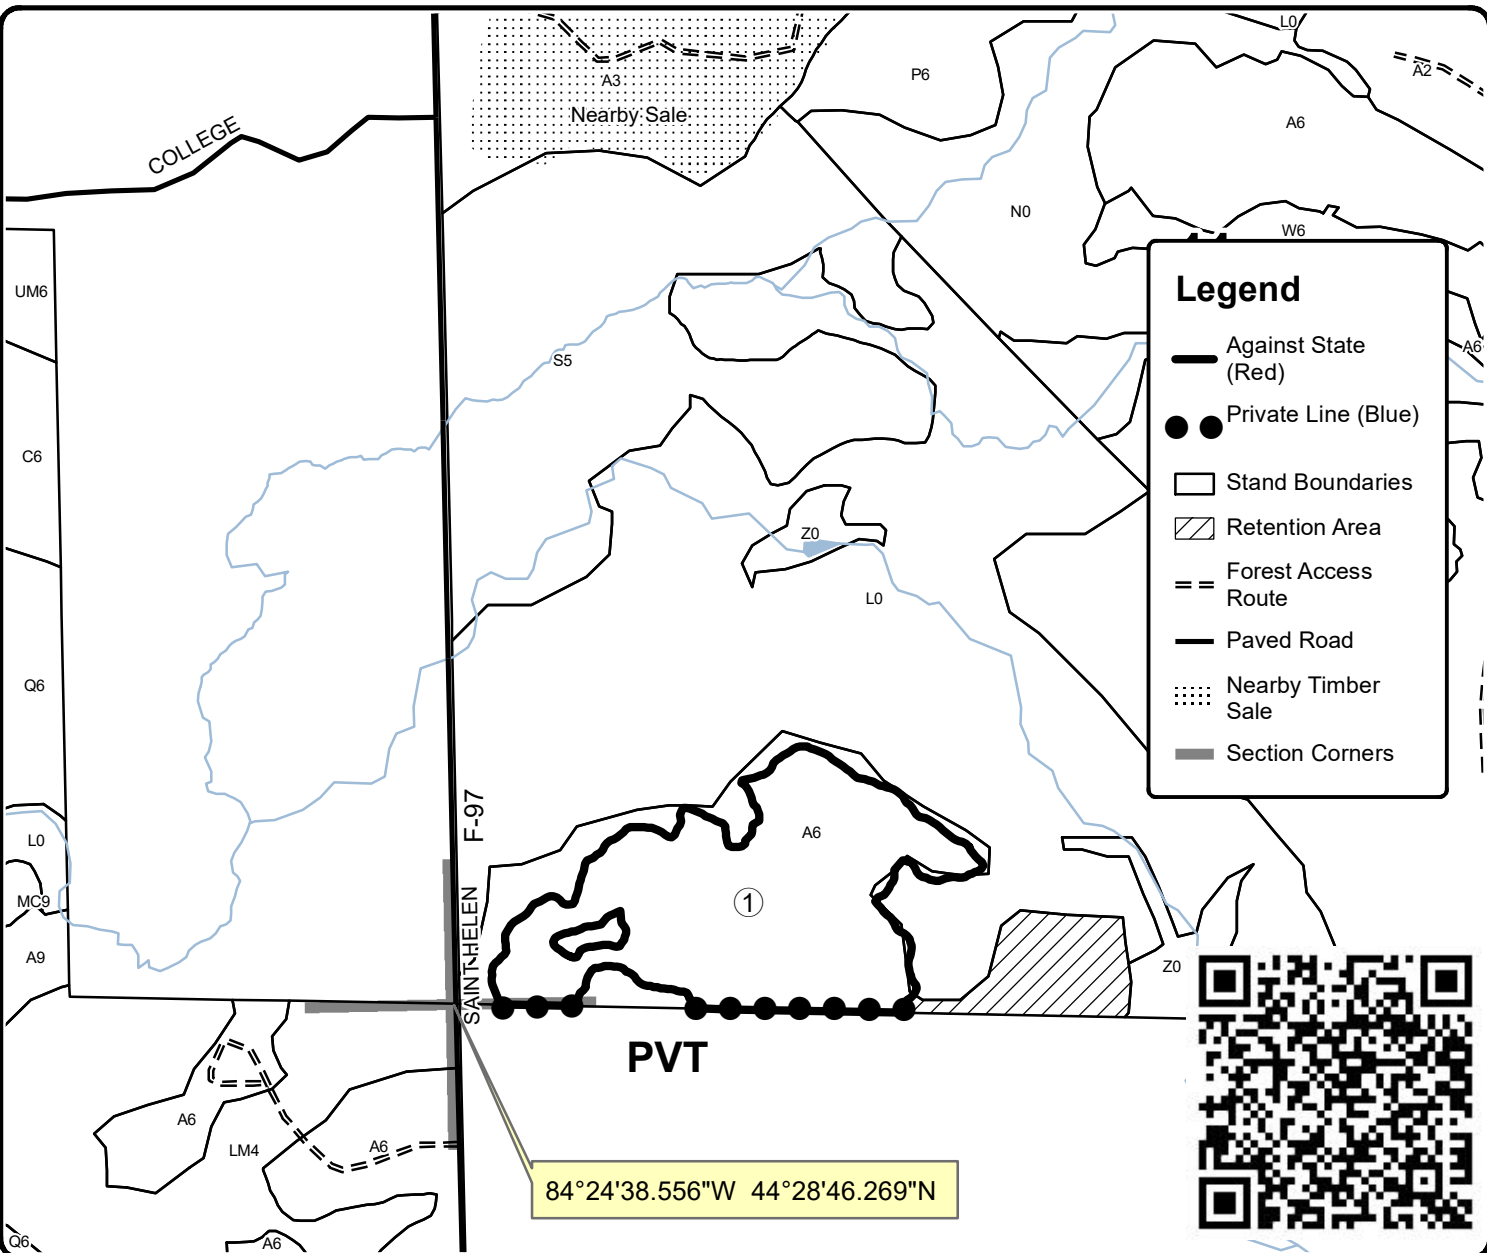 L0
A3
P6
A2
Nearby Sale
A6
COLLEGE
N0
W6
UM6
Legend
Against State
(Red)
A6
S5
Private Line (Blue)
C6
Stand Boundaries
Retention Area
Z0
Forest Access
Route
L0
Paved Road
Q6
Nearby Timber
Sale
Section Corners
F-97
A6
L0
MC9
1
SAINT HELEN
A9
Z0
PVT
A6
LM4
A6
84°24'38.556"W 44°28'46.269"N
Q6
A6